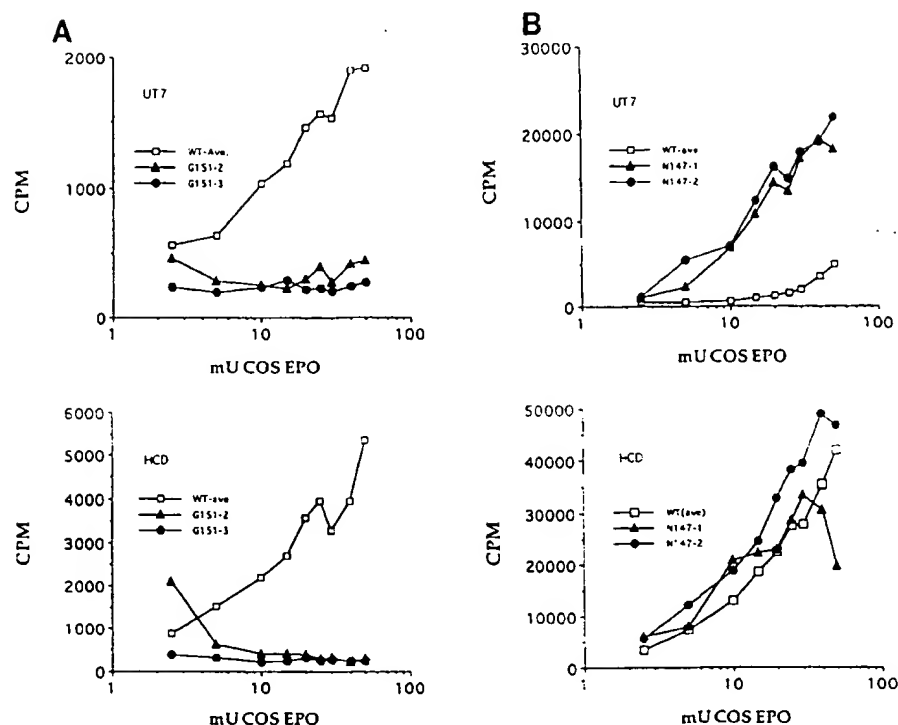 A
2000
1000
0
CPM
UT7
WT-Ave.
G151-2
G151-3
1
10
100
mU COS EPO
B
30000
20000
10000
0
CPM
UT7
WT-ave
N147-1
N147-2
1
10
100
mU COS EPO
6000
5000
4000
3000
2000
1000
0
CPM
HCD
WT-ave
G151-2
G151-3
1
10
100
mU COS EPO
50000
40000
30000
20000
10000
0
CPM
HCD
WT(ave)
N147-1
N147-2
1
10
100
mU COS EPO